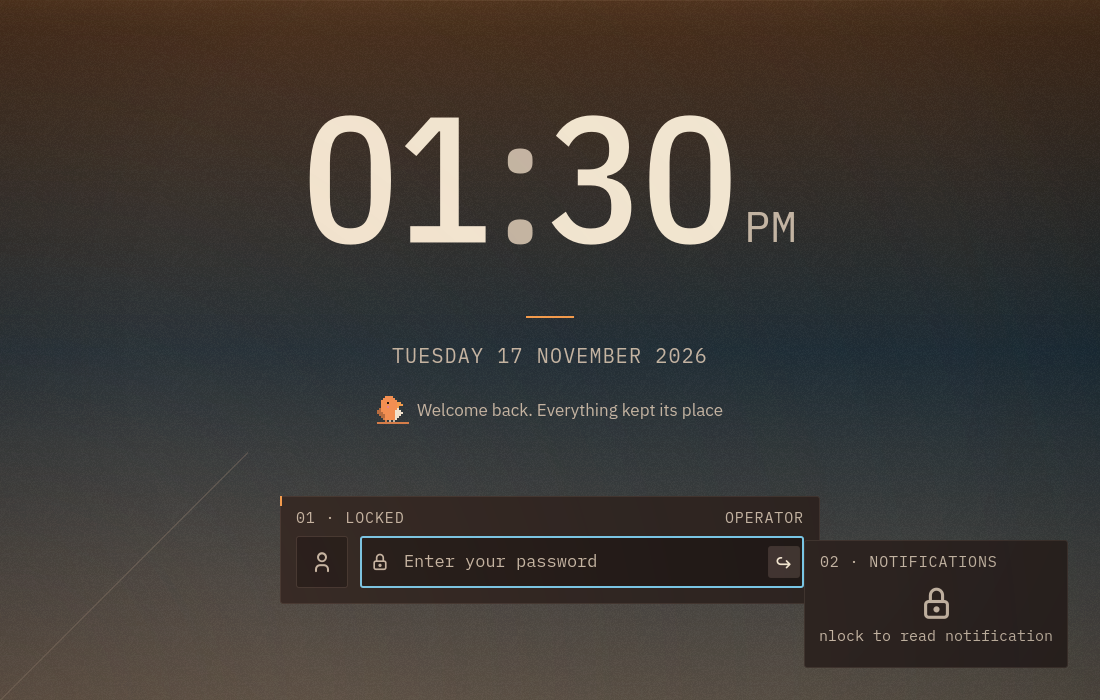 01:30 PM
TUESDAY 17 NOVEMBER 2026
Welcome back. Everything kept its place
01 · LOCKED
OPERATOR
Enter your password
02 · NOTIFICATIONS
nlock to read notification